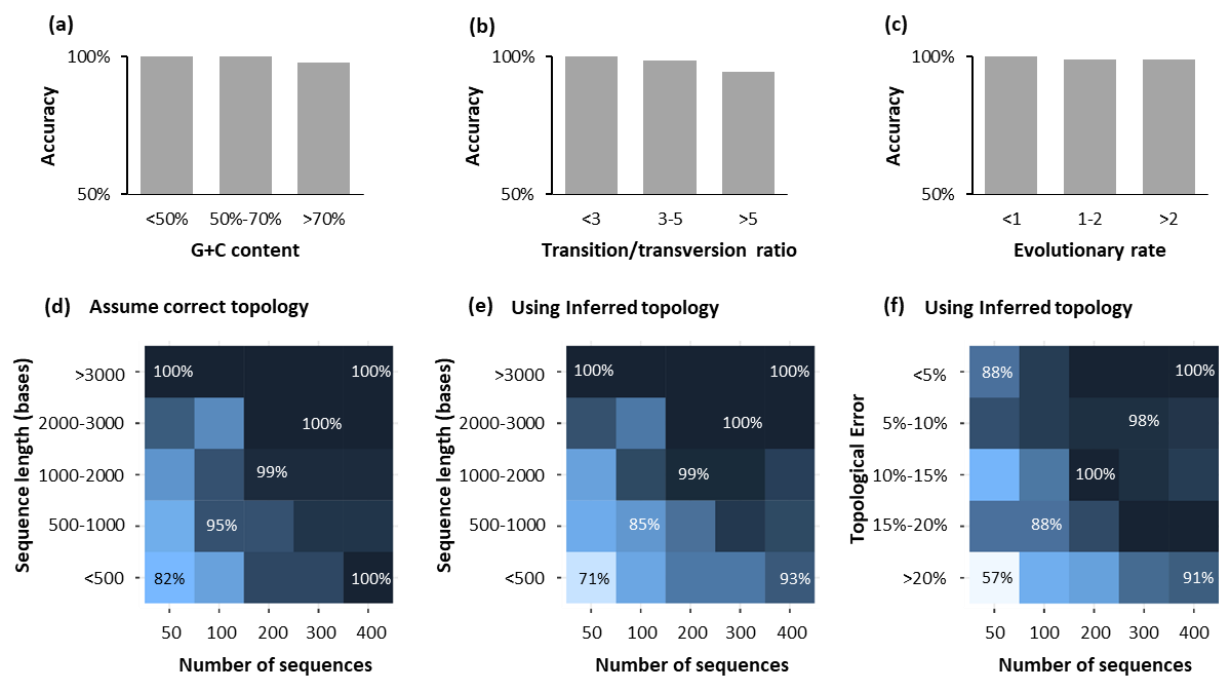 (a)
(b)
(c)
100%
50%
Accuracy
<50% 50%-70% >70%
G+C content
100%
50%
Accuracy
<3 3-5 >5
Transition/transversion ratio
100%
50%
Accuracy
<1 1-2 >2
Evolutionary rate
(d) Assume correct topology
Sequence length (bases)
>3000 100% 100%
2000-3000 100%
1000-2000 99%
500-1000 95%
<500 82% 100%
50 100 200 300 400
Number of sequences
(e) Using Inferred topology
Sequence length (bases)
>3000 100% 100%
2000-3000 100%
1000-2000 99%
500-1000 85%
<500 71% 93%
50 100 200 300 400
Number of sequences
(f) Using Inferred topology
Topological Error
<5% 88% 100%
5%-10% 98%
10%-15% 100%
15%-20% 88%
>20% 57% 91%
50 100 200 300 400
Number of sequences